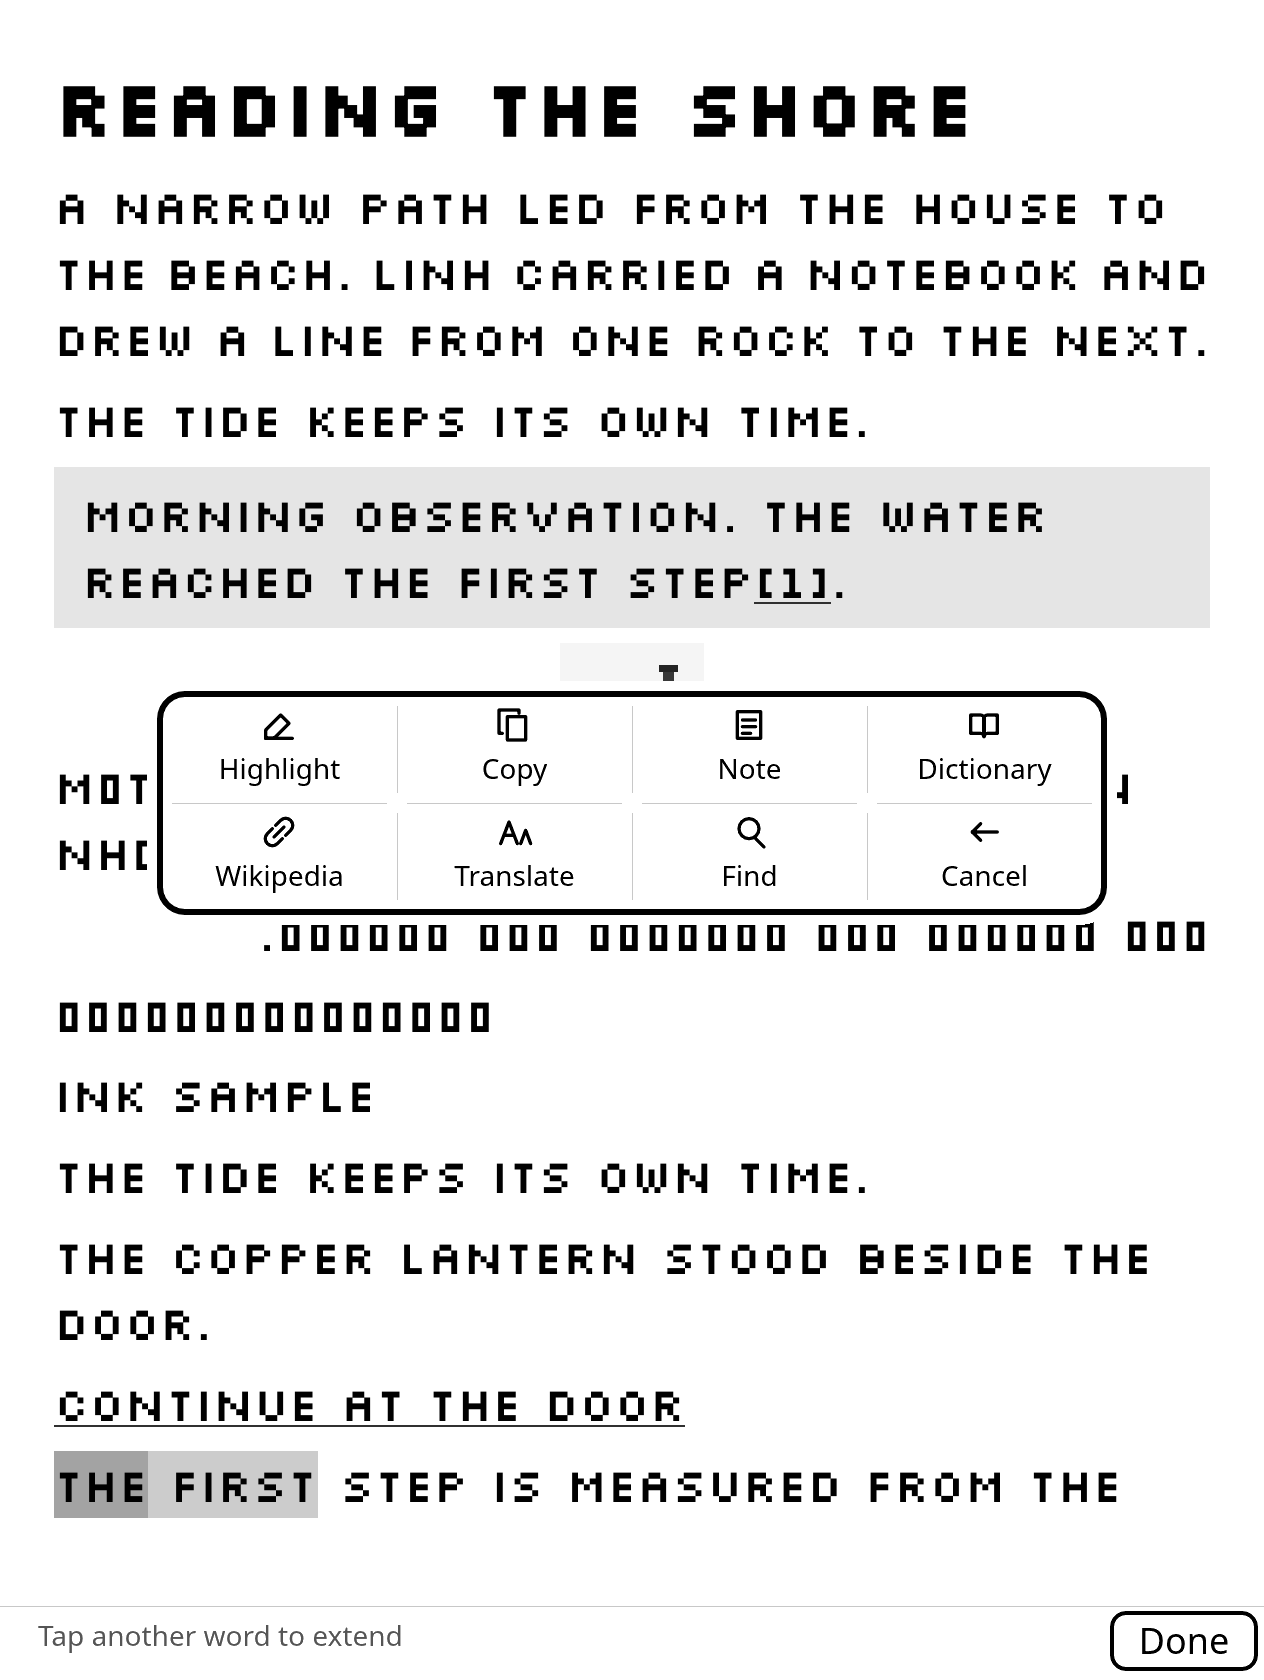 READING THE SHORE
A NARROW PATH LED FROM THE HOUSE TO
THE BEACH. LINH CARRIED A NOTEBOOK AND
DREW A LINE FROM ONE ROCK TO THE NEXT.
THE TIDE KEEPS ITS OWN TIME.
MORNING OBSERVATION. THE WATER
REACHED THE FIRST STEP[1].
Highlight Copy Note Dictionary
Wikipedia Translate Find Cancel
INK SAMPLE
THE TIDE KEEPS ITS OWN TIME.
THE COPPER LANTERN STOOD BESIDE THE
DOOR.
CONTINUE AT THE DOOR
THE FIRST STEP IS MEASURED FROM THE
Tap another word to extend
Done